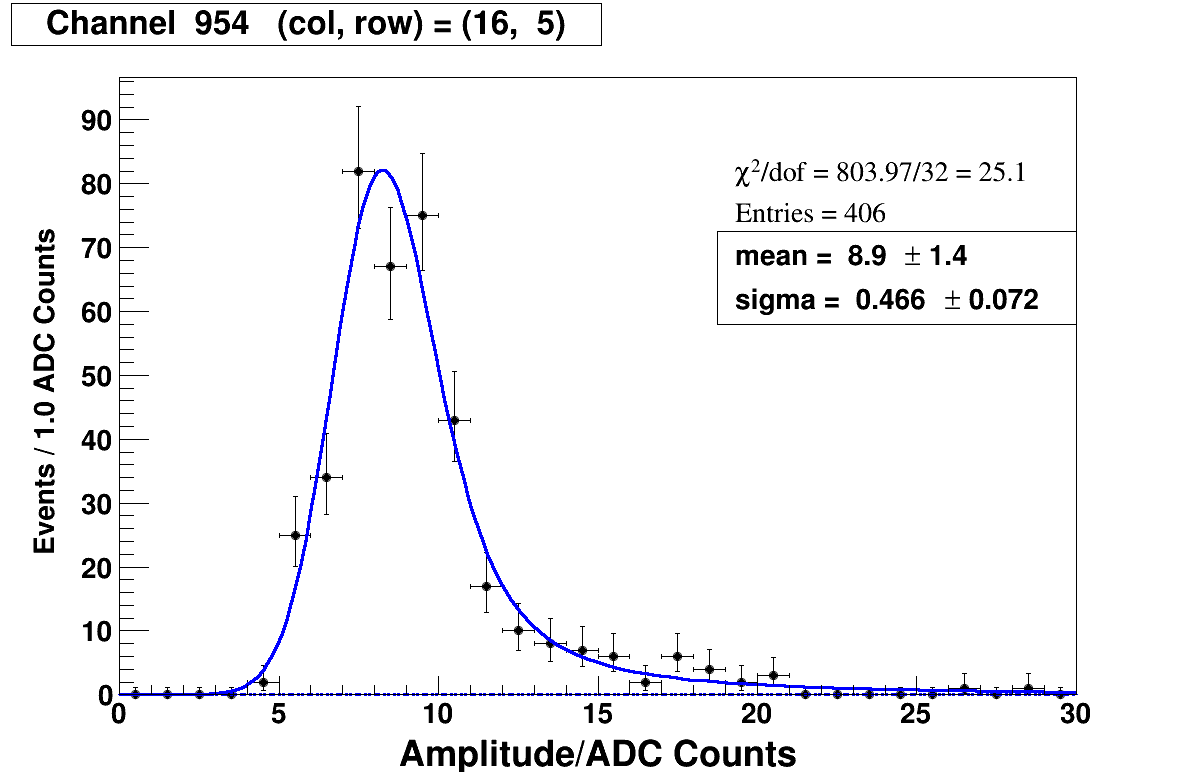 Channel 954 (col, row) = (16, 5)
χ²/dof = 803.97/32 = 25.1
Entries = 406
mean = 8.9 ± 1.4
sigma = 0.466 ± 0.072
Events / 1.0 ADC Counts
90
80
70
60
50
40
30
20
10
0
0 5 10 15 20 25 30
Amplitude/ADC Counts